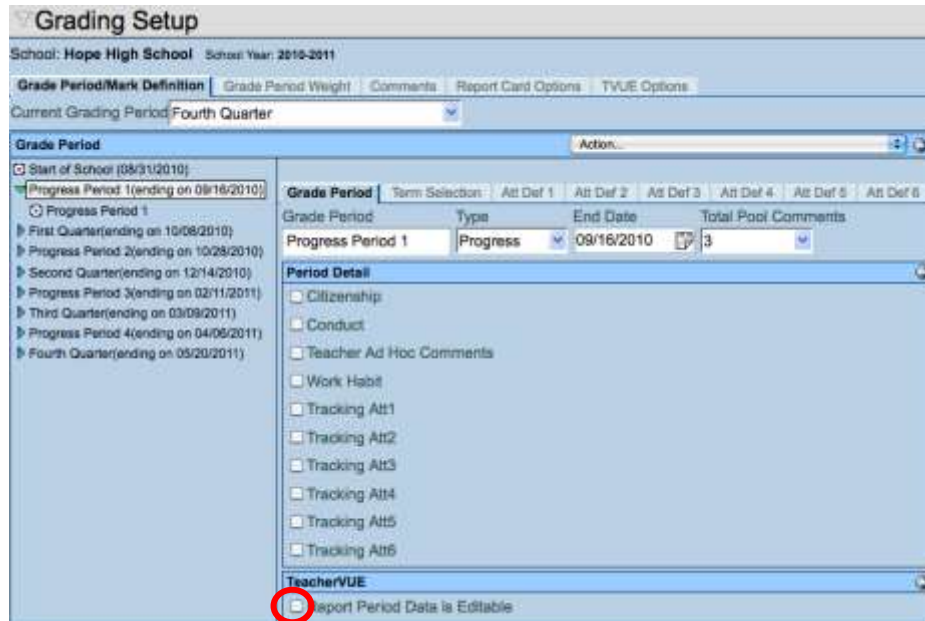 Grading Setup
School: Hope High School School Year: 2010-2011
Grade Period/Mark Definition Grade Period Weight Comments Report Card Options TVUE Options
Current Grading Period Fourth Quarter
Grade Period Action...
Start of School (08/31/2010)
Progress Period 1(ending on 09/16/2010)
Progress Period 1
First Quarter(ending on 10/08/2010)
Progress Period 2(ending on 10/28/2010)
Second Quarter(ending on 12/14/2010)
Progress Period 3(ending on 02/11/2011)
Third Quarter(ending on 03/09/2011)
Progress Period 4(ending on 04/06/2011)
Fourth Quarter(ending on 05/20/2011)
Grade Period Term Selection Att Def 1 Att Def 2 Att Def 3 Att Def 4 Att Def 5 Att Def 6
Grade Period Type End Date Total Pool Comments
Progress Period 1 Progress 09/16/2010 3
Period Detail
Citizenship
Conduct
Teacher Ad Hoc Comments
Work Habit
Tracking Att1
Tracking Att2
Tracking Att3
Tracking Att4
Tracking Att5
Tracking Att6
TeacherVUE
Report Period Data is Editable